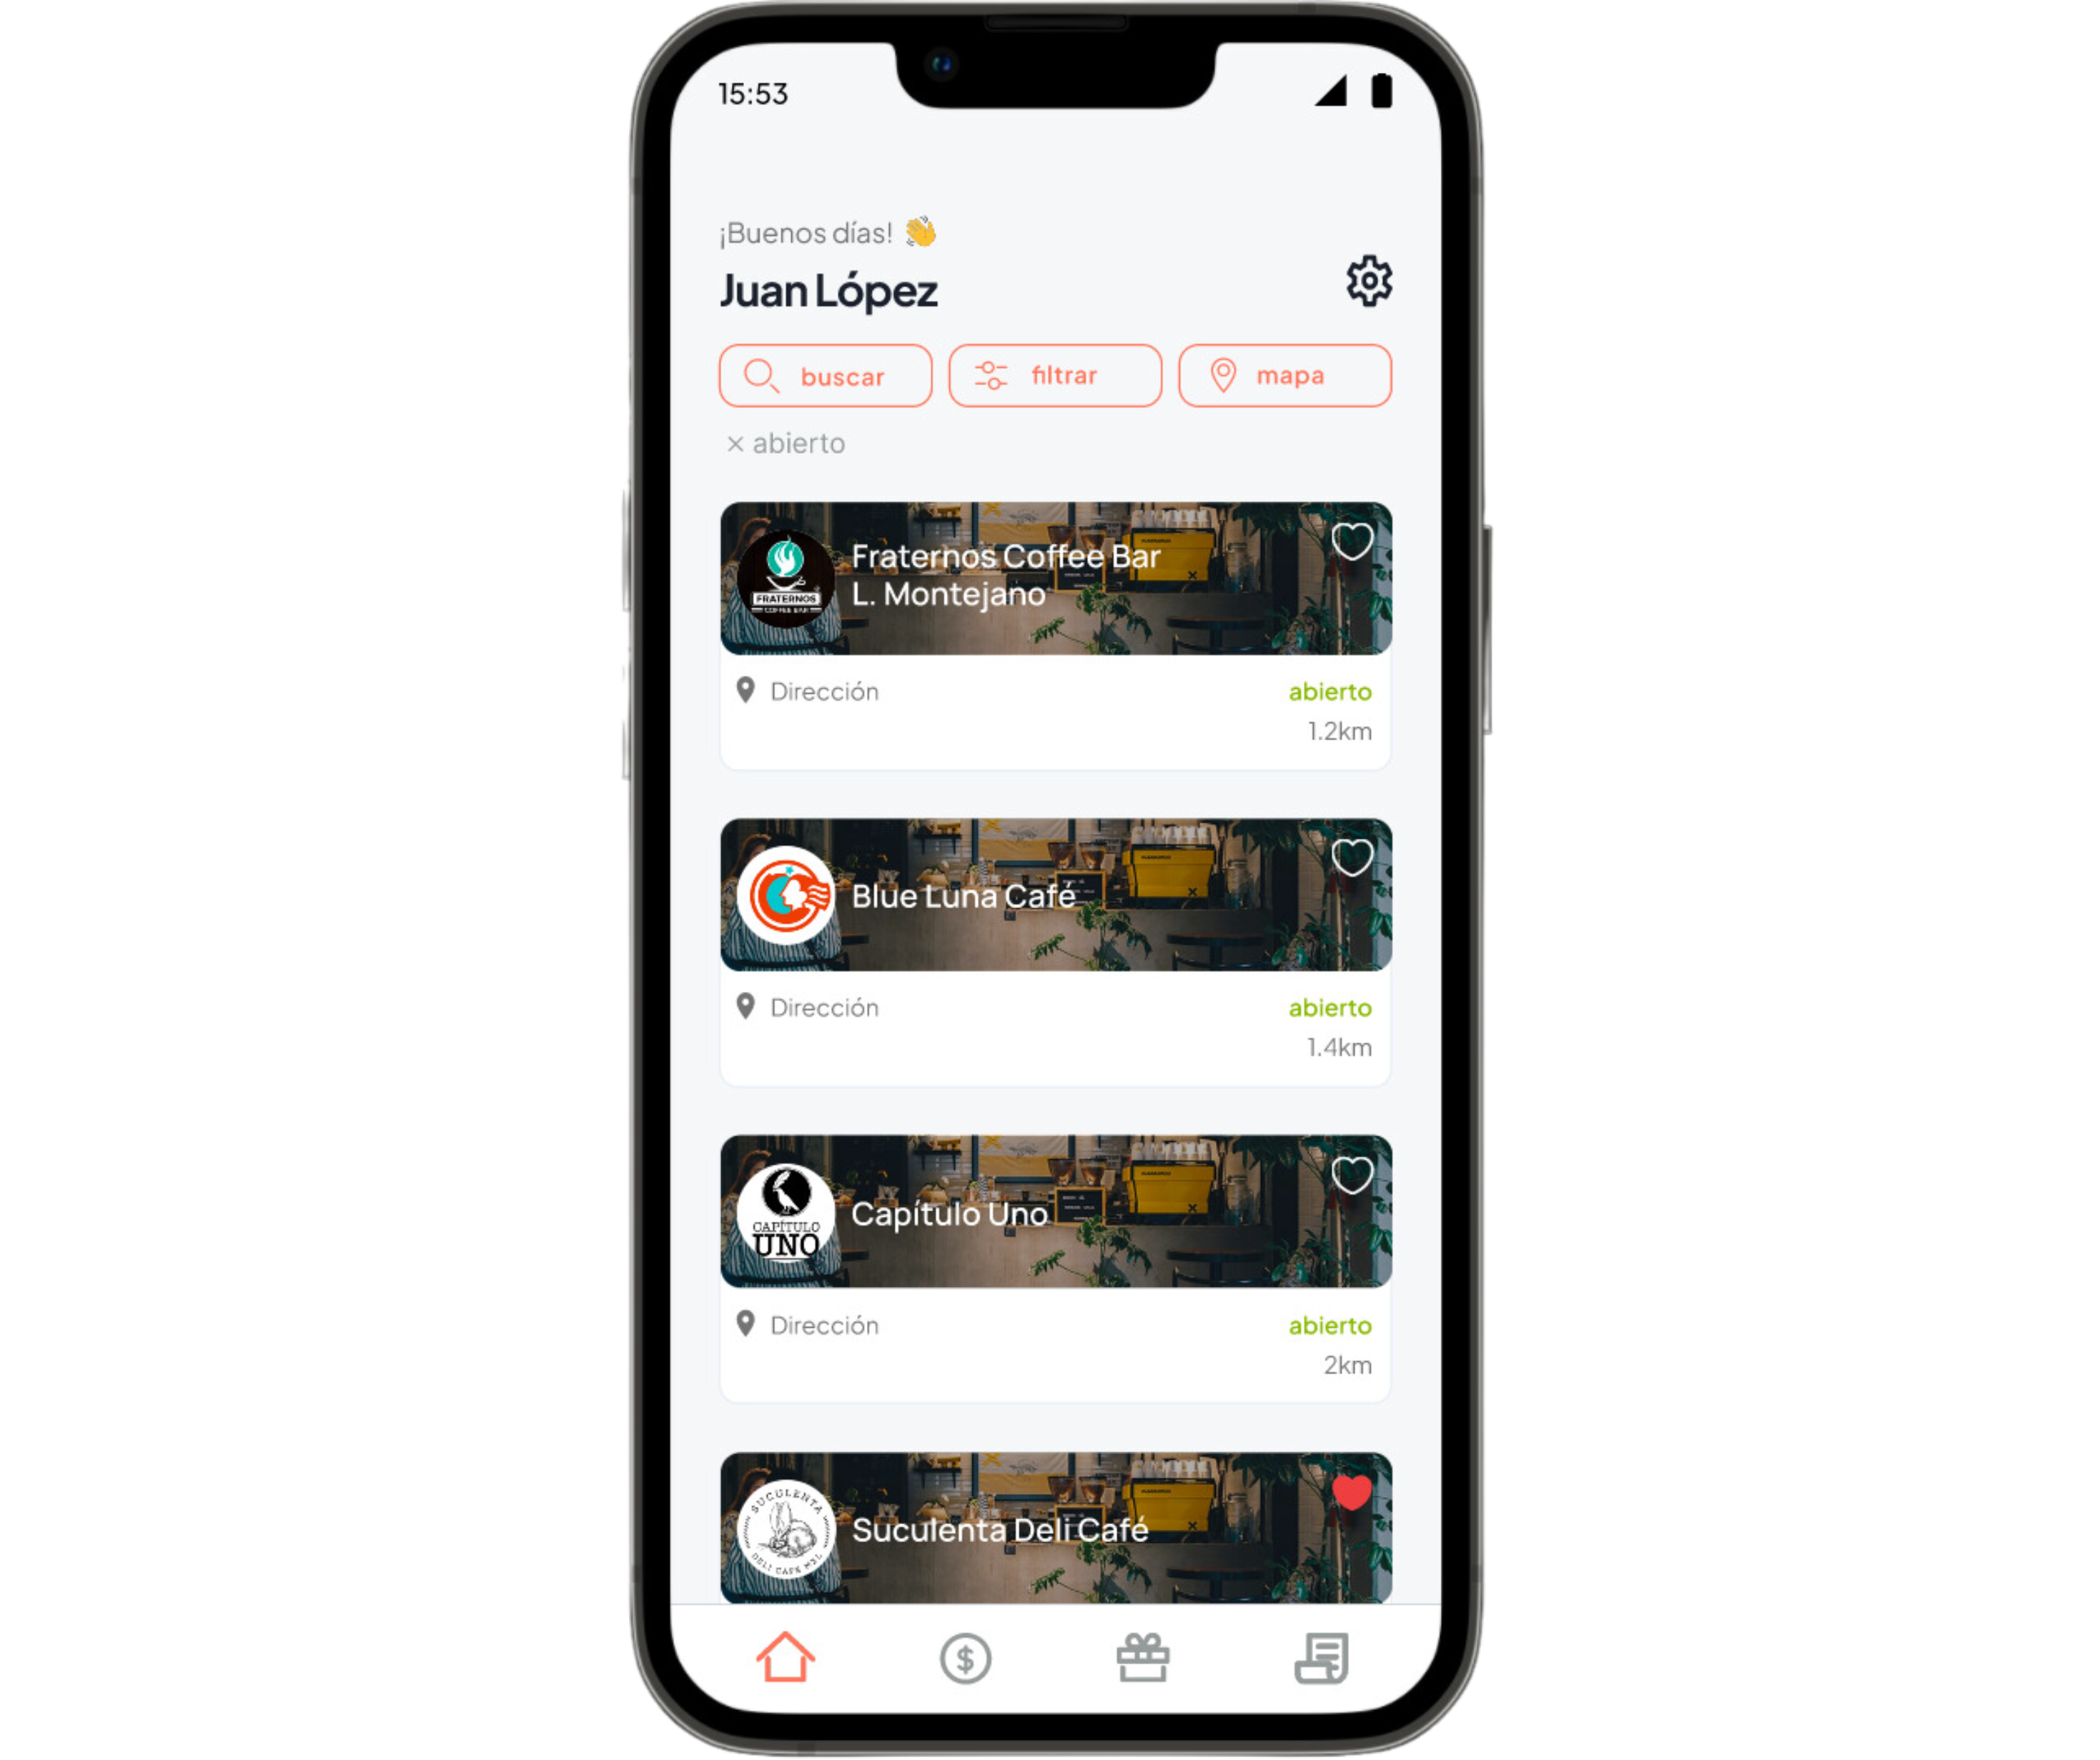 15:53
¡Buenos días! 👋
Juan López
buscar
filtrar
mapa
× abierto
FRATERNOS
COFFEE BAR
Fraternos Coffee Bar
L. Montejano
Dirección
abierto
1.2km
Blue Luna Café
Dirección
abierto
1.4km
CAPÍTULO
UNO
Capítulo Uno
Dirección
abierto
2km
SUCULENTA
DELI CAFÉ
Suculenta Deli Café